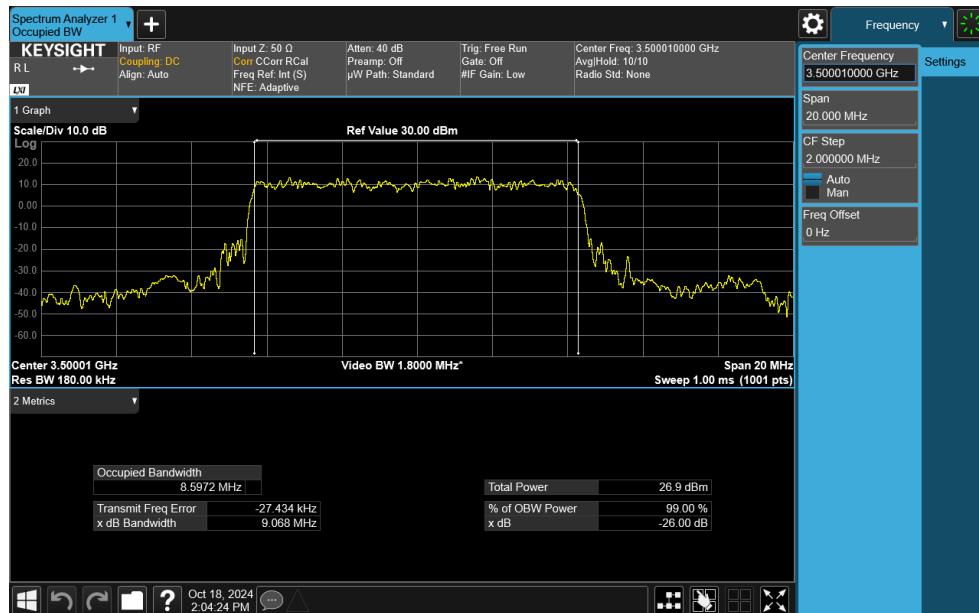 Spectrum Analyzer 1
Occupied BW
Frequency
KEYSIGHT
R L
LXI
Input: RF
Coupling: DC
Align: Auto
Input Z: 50 Ω
Corr CCorr RCal
Freq Ref: Int (S)
NFE: Adaptive
Atten: 40 dB
Preamp: Off
µW Path: Standard
Trig: Free Run
Gate: Off
#IF Gain: Low
Center Freq: 3.500010000 GHz
Avg|Hold: 10/10
Radio Std: None
Center Frequency
3.500010000 GHz
Settings
Span
20.000 MHz
CF Step
2.000000 MHz
Auto
Man
Freq Offset
0 Hz
1 Graph
Scale/Div 10.0 dB
Ref Value 30.00 dBm
Log
20.0
10.0
0.00
-10.0
-20.0
-30.0
-40.0
-50.0
-60.0
Center 3.50001 GHz
Video BW 1.8000 MHz*
Span 20 MHz
Res BW 180.00 kHz
Sweep 1.00 ms (1001 pts)
2 Metrics
Occupied Bandwidth
8.5972 MHz
Total Power 26.9 dBm
Transmit Freq Error -27.434 kHz
% of OBW Power 99.00 %
x dB Bandwidth 9.068 MHz
x dB -26.00 dB
Oct 18, 2024
2:04:24 PM